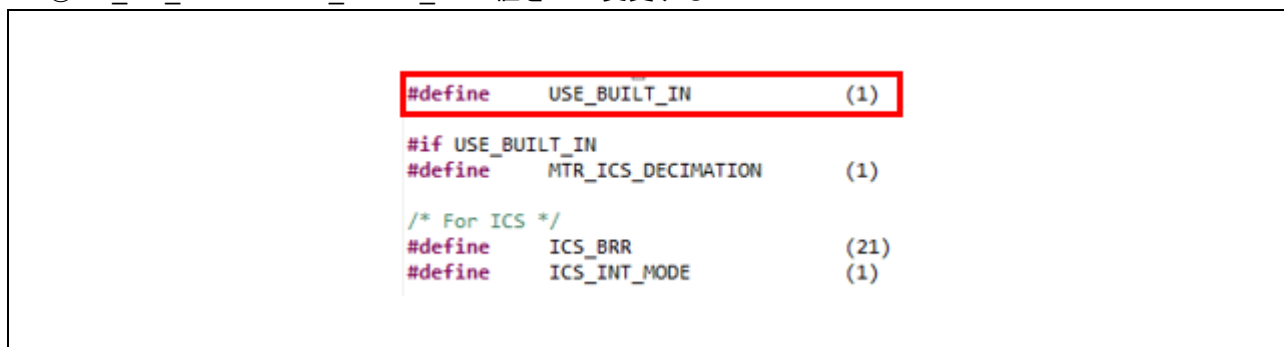 #define USE_BUILT_IN (1)
#if USE_BUILT_IN
#define MTR_ICS_DECIMATION (1)
/* For ICS */
#define ICS_BRR (21)
#define ICS_INT_MODE (1)